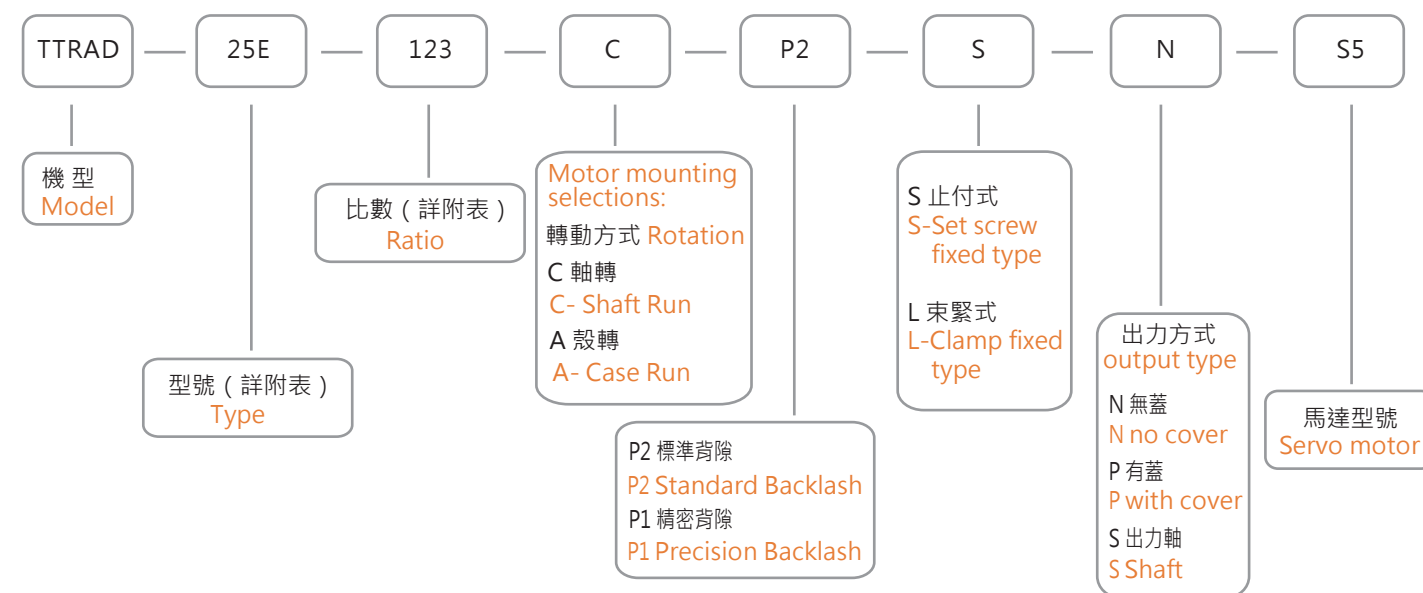 TTRAD — 25E — 123 — C — P2 — S — N — S5
機 型
Model
型號 ( 詳附表 )
Type
比數 ( 詳附表 )
Ratio
Motor mounting
selections:
轉動方式 Rotation
C 軸轉
C- Shaft Run
A 殼轉
A- Case Run
P2 標準背隙
P2 Standard Backlash
P1 精密背隙
P1 Precision Backlash
S 止付式
S-Set screw
fixed type
L 束緊式
L-Clamp fixed
type
出力方式
output type
N 無蓋
N no cover
P 有蓋
P with cover
S 出力軸
S Shaft
馬達型號
Servo motor